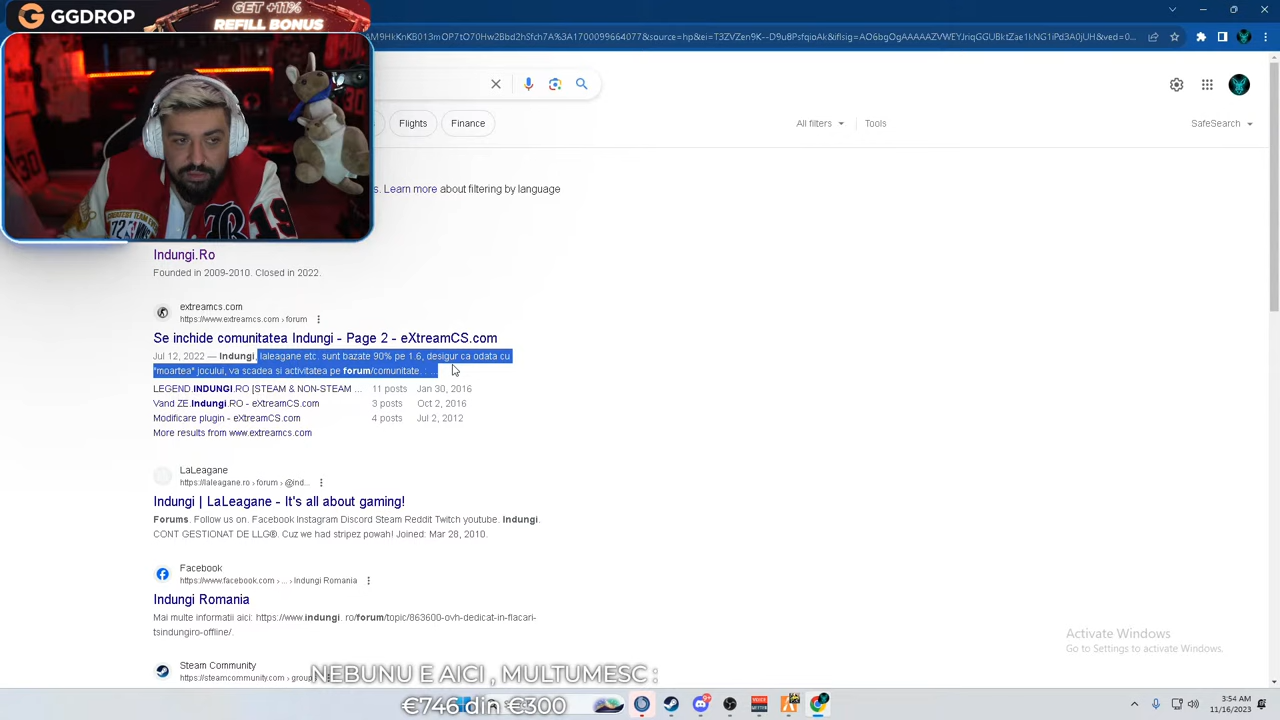 GGDROP
GET +11%
REFILL BONUS
Flights
Finance
All filters
Tools
SafeSearch
s. Learn more about filtering by language
Indungi.Ro
Founded in 2009-2010. Closed in 2022.
extreamcs.com
https://www.extreamcs.com › forum
Se inchide comunitatea Indungi - Page 2 - eXtreamCS.com
Jul 12, 2022 — Indungi, laleagane etc. sunt bazate 90% pe 1.6, desigur ca odata cu
"moartea" jocului, va scadea si activitatea pe forum/comunitate. : ...
LEGEND.INDUNGI.RO [STEAM & NON-STEAM ... 11 posts Jan 30, 2016
Vand ZE.Indungi.RO - eXtreamCS.com 3 posts Oct 2, 2016
Modificare plugin - eXtreamCS.com 4 posts Jul 2, 2012
More results from www.extreamcs.com
LaLeagane
https://laleagane.ro › forum › @ind...
Indungi | LaLeagane - It's all about gaming!
Forums. Follow us on. Facebook Instagram Discord Steam Reddit Twitch youtube. Indungi.
CONT GESTIONAT DE LLG®. Cuz we had stripez powah! Joined: Mar 28, 2010.
Facebook
https://www.facebook.com › ... › Indungi Romania
Indungi Romania
Mai multe informatii aici: https://www.indungi. ro/forum/topic/863600-ovh-dedicat-in-flacari-
tsindungiro-offline/.
Steam Community
https://steamcommunity.com › group
NEBUNU E AICI , MULTUMESC :
€746 din €300
Activate Windows
Go to Settings to activate Windows.
3:54 AM
11/16/2023